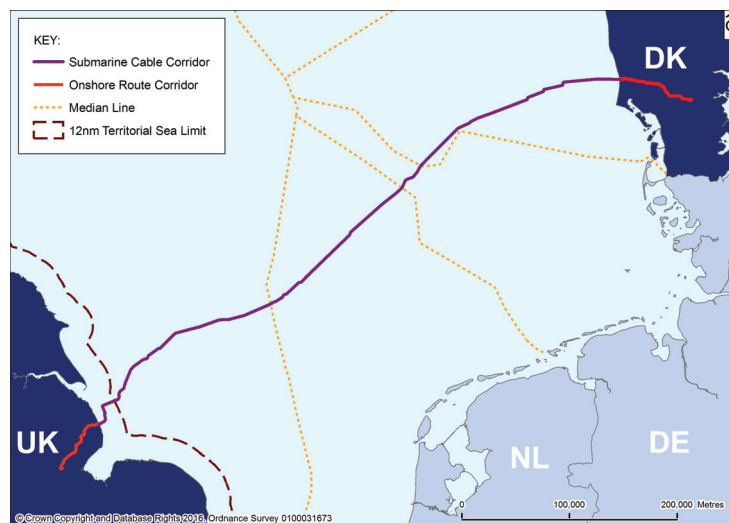 KEY:
Submarine Cable Corridor
Onshore Route Corridor
Median Line
12nm Territorial Sea Limit
DK
UK
NL
DE
0
100,000
200,000 Metres
© Crown Copyright and Database Rights 2016. Ordnance Survey 0100031673